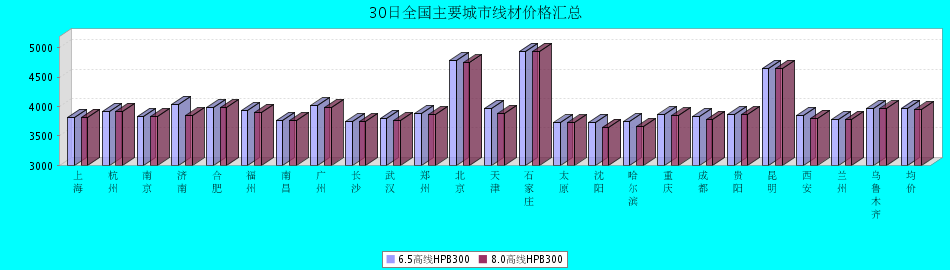 30日全国主要城市线材价格汇总
5000
4500
4000
3500
3000
上海 杭州 南京 济南 合肥 福州 南昌 广州 长沙 武汉 郑州 北京 天津 石家庄 太原 沈阳 哈尔滨 重庆 成都 贵阳 昆明 西安 兰州 乌鲁木齐 均价
6.5高线HPB300 8.0高线HPB300